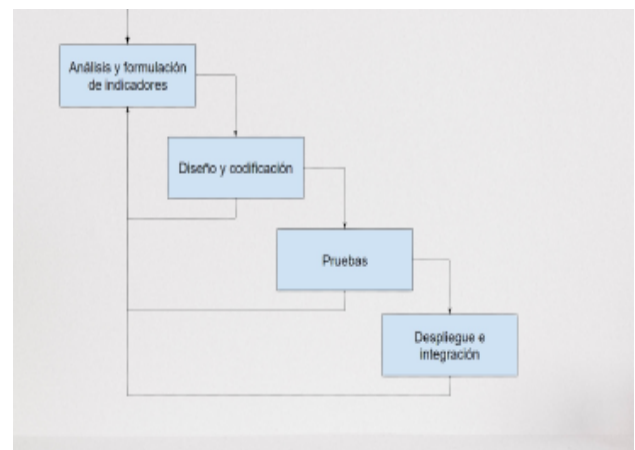 Análisis y formulación
de indicadores
Diseño y codificación
Pruebas
Despliegue e
integración